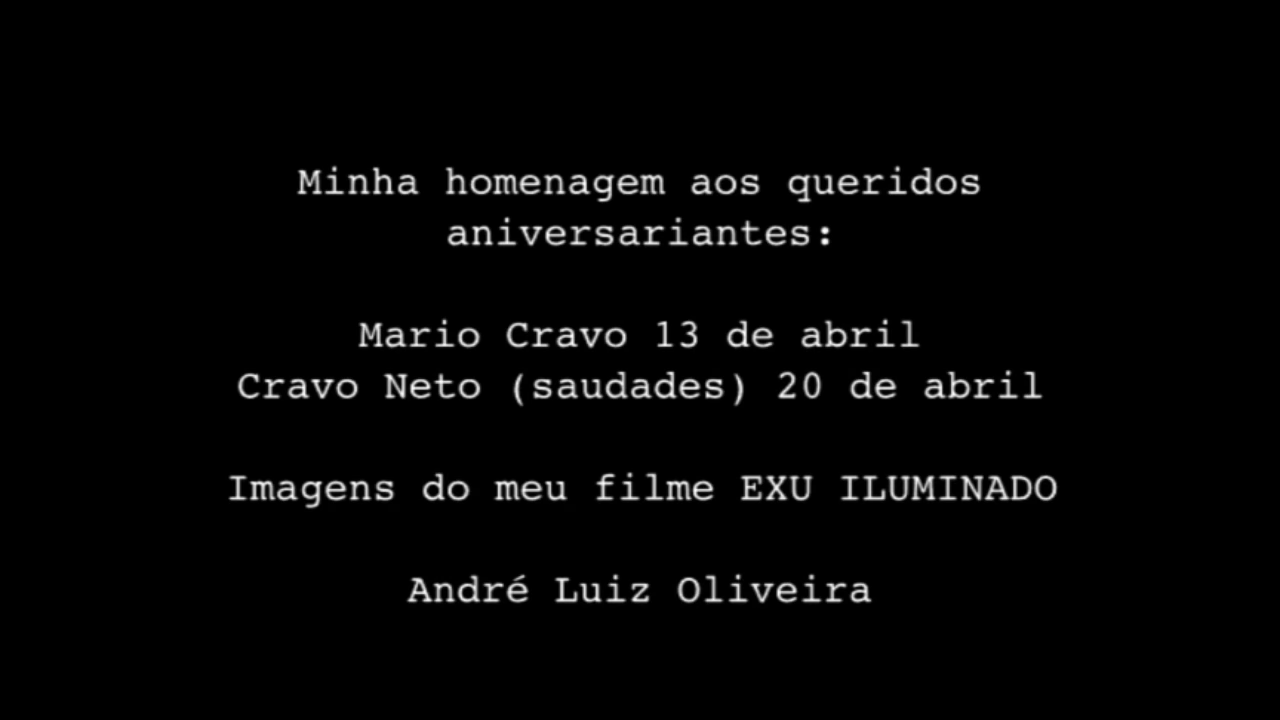 Minha homenagem aos queridos
aniversariantes:
Mario Cravo 13 de abril
Cravo Neto (saudades) 20 de abril
Imagens do meu filme EXU ILUMINADO
André Luiz Oliveira